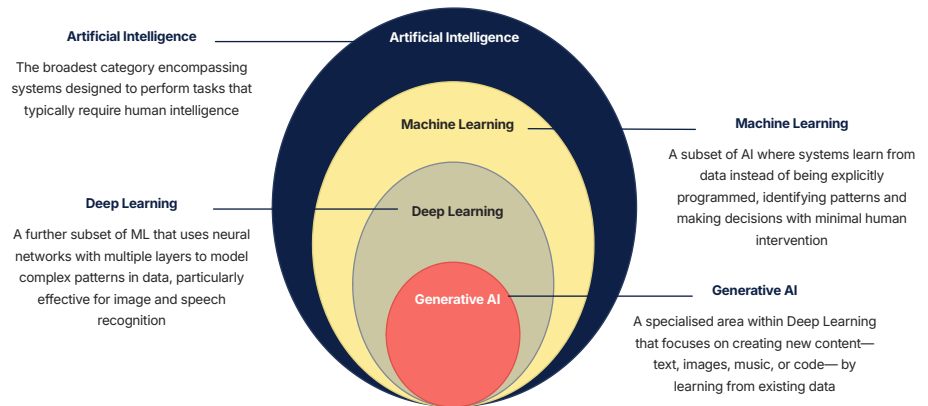 Artificial Intelligence
The broadest category encompassing
systems designed to perform tasks that
typically require human intelligence
Artificial Intelligence
Machine Learning
Machine Learning
A subset of AI where systems learn from
data instead of being explicitly
programmed, identifying patterns and
making decisions with minimal human
intervention
Deep Learning
A further subset of ML that uses neural
networks with multiple layers to model
complex patterns in data, particularly
effective for image and speech
recognition
Deep Learning
Generative AI
Generative AI
A specialised area within Deep Learning
that focuses on creating new content—
text, images, music, or code— by
learning from existing data